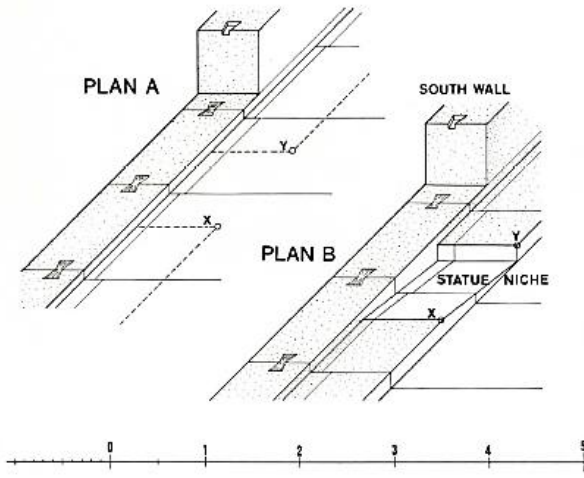 PLAN A
SOUTH WALL
Y
X
PLAN B
Y
STATUE NICHE
X
0 1 2 3 4 5